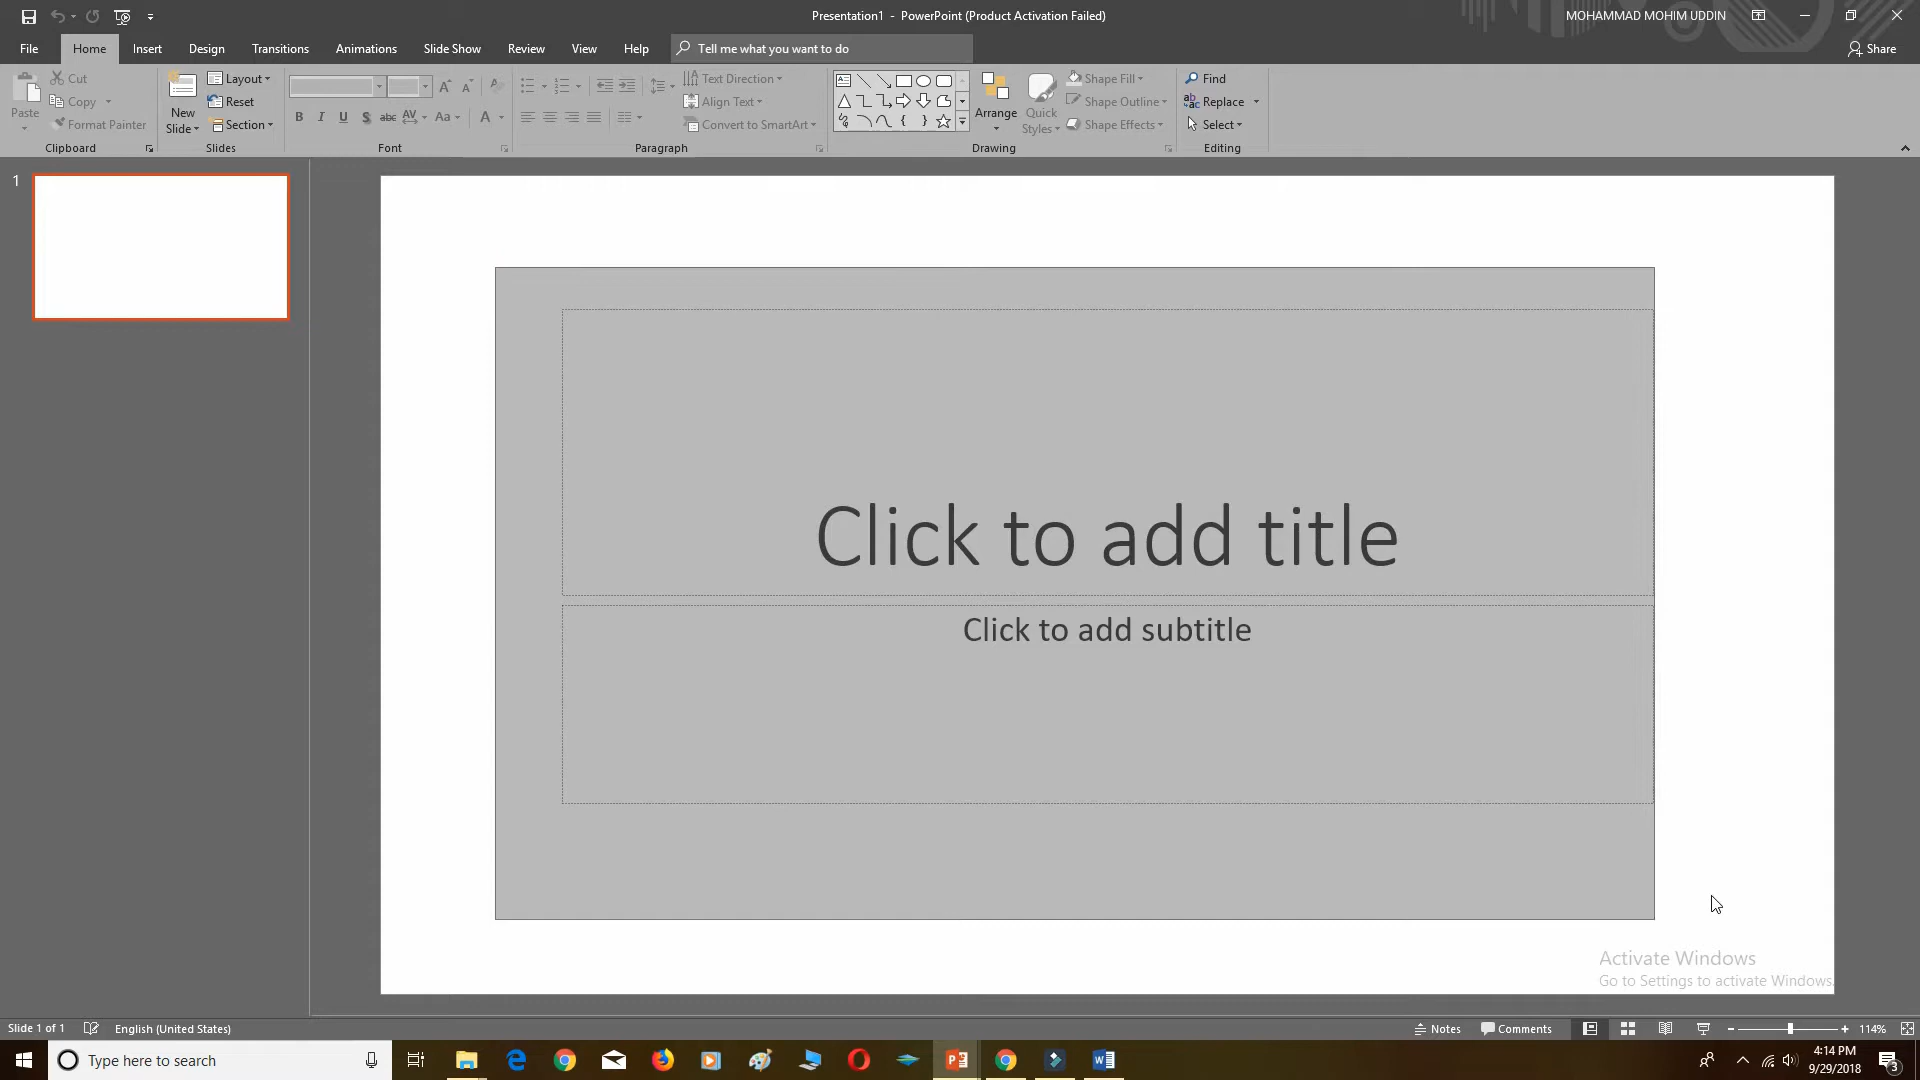 Presentation1 - PowerPoint (Product Activation Failed)
MOHAMMAD MOHIM UDDIN
File Home Insert Design Transitions Animations Slide Show Review View Help Tell me what you want to do Share
Paste
Cut
Copy
Format Painter
Clipboard
New Slide
Layout
Reset
Section
Slides
B I U S abc AV Aa A
Font
Text Direction
Align Text
Convert to SmartArt
Paragraph
Arrange
Quick Styles
Shape Fill
Shape Outline
Shape Effects
Drawing
Find
Replace
Select
Editing
1
Click to add title
Click to add subtitle
Activate Windows
Go to Settings to activate Windows.
Slide 1 of 1 English (United States) Notes Comments 114%
Type here to search
4:14 PM
9/29/2018
3